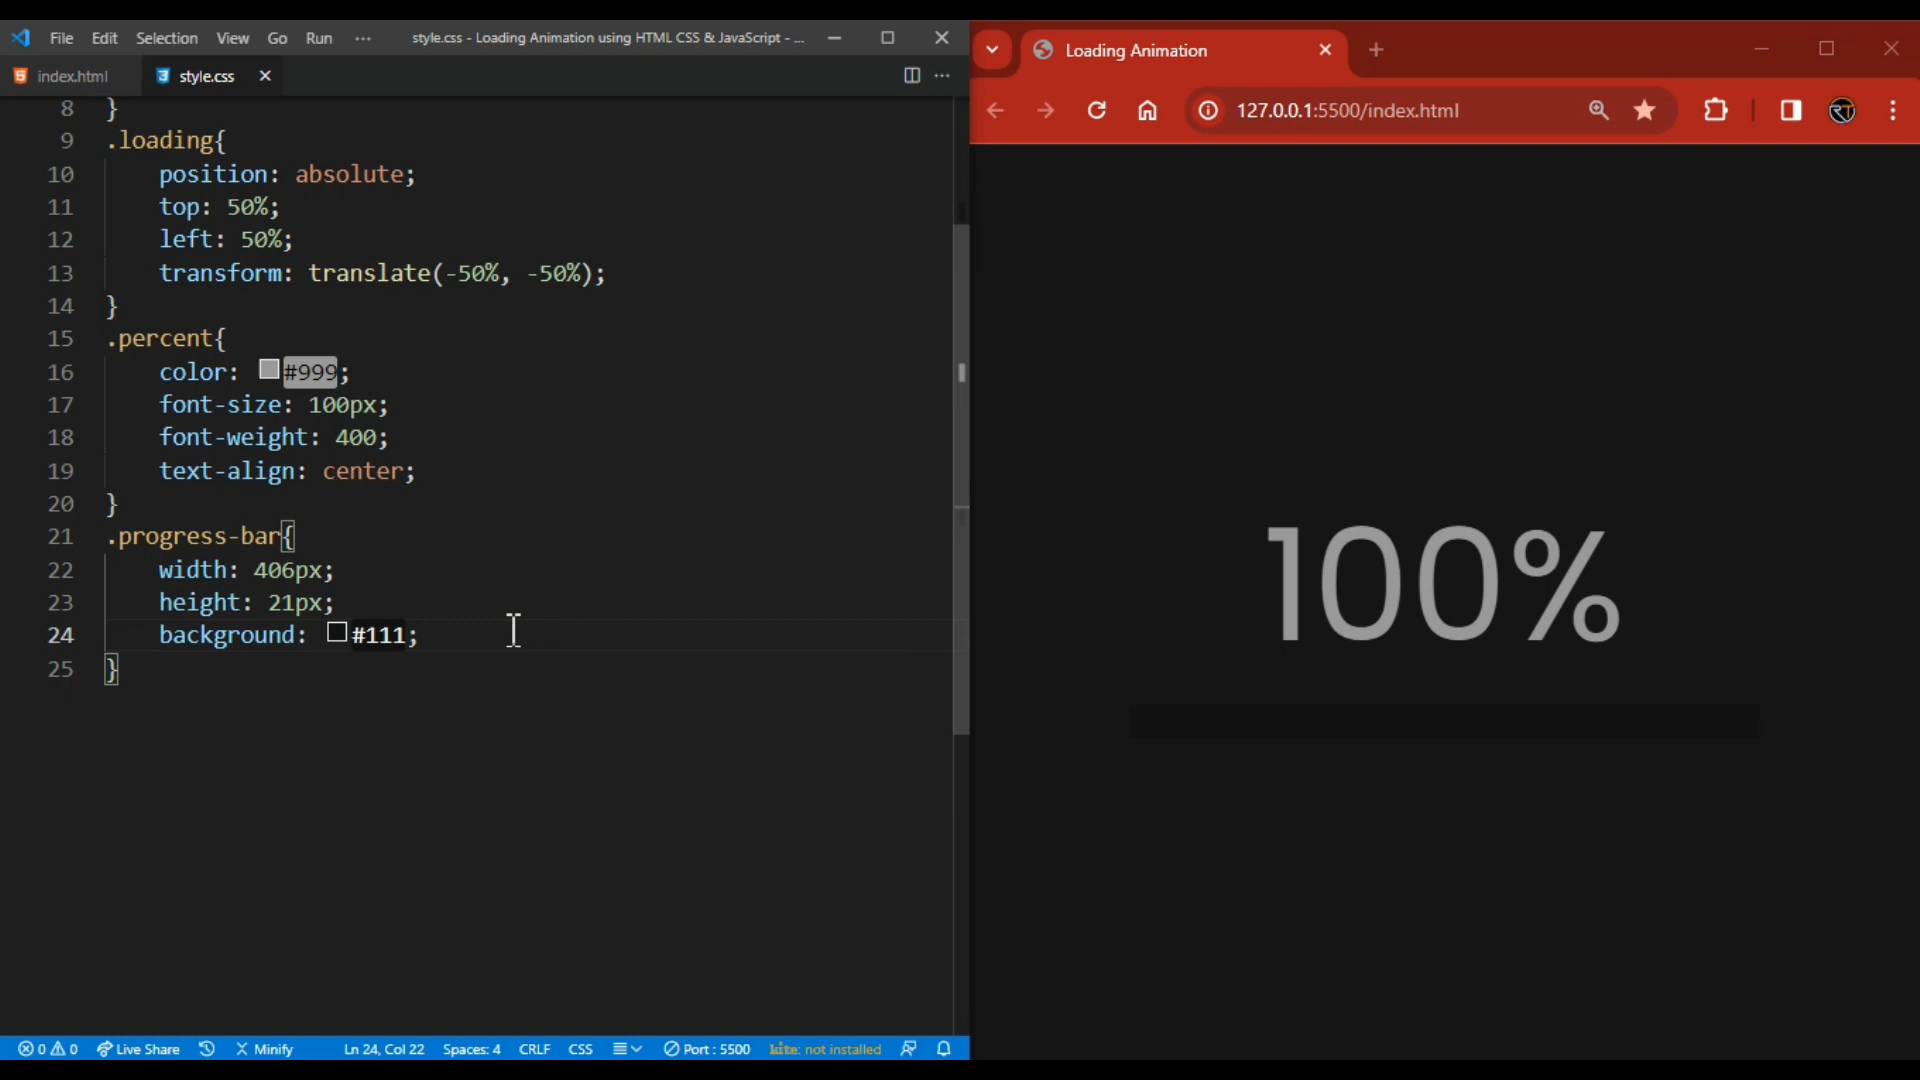 File Edit Selection View Go Run ··· style.css - Loading Animation using HTML CSS & JavaScript - ...
index.html style.css
8 }
9 .loading{
10 position: absolute;
11 top: 50%;
12 left: 50%;
13 transform: translate(-50%, -50%);
14 }
15 .percent{
16 color: #999;
17 font-size: 100px;
18 font-weight: 400;
19 text-align: center;
20 }
21 .progress-bar{
22 width: 406px;
23 height: 21px;
24 background: #111;
25 }
0 0 Live Share Minify Ln 24, Col 22 Spaces: 4 CRLF CSS Port : 5500 kite: not installed
Loading Animation
127.0.0.1:5500/index.html
100%